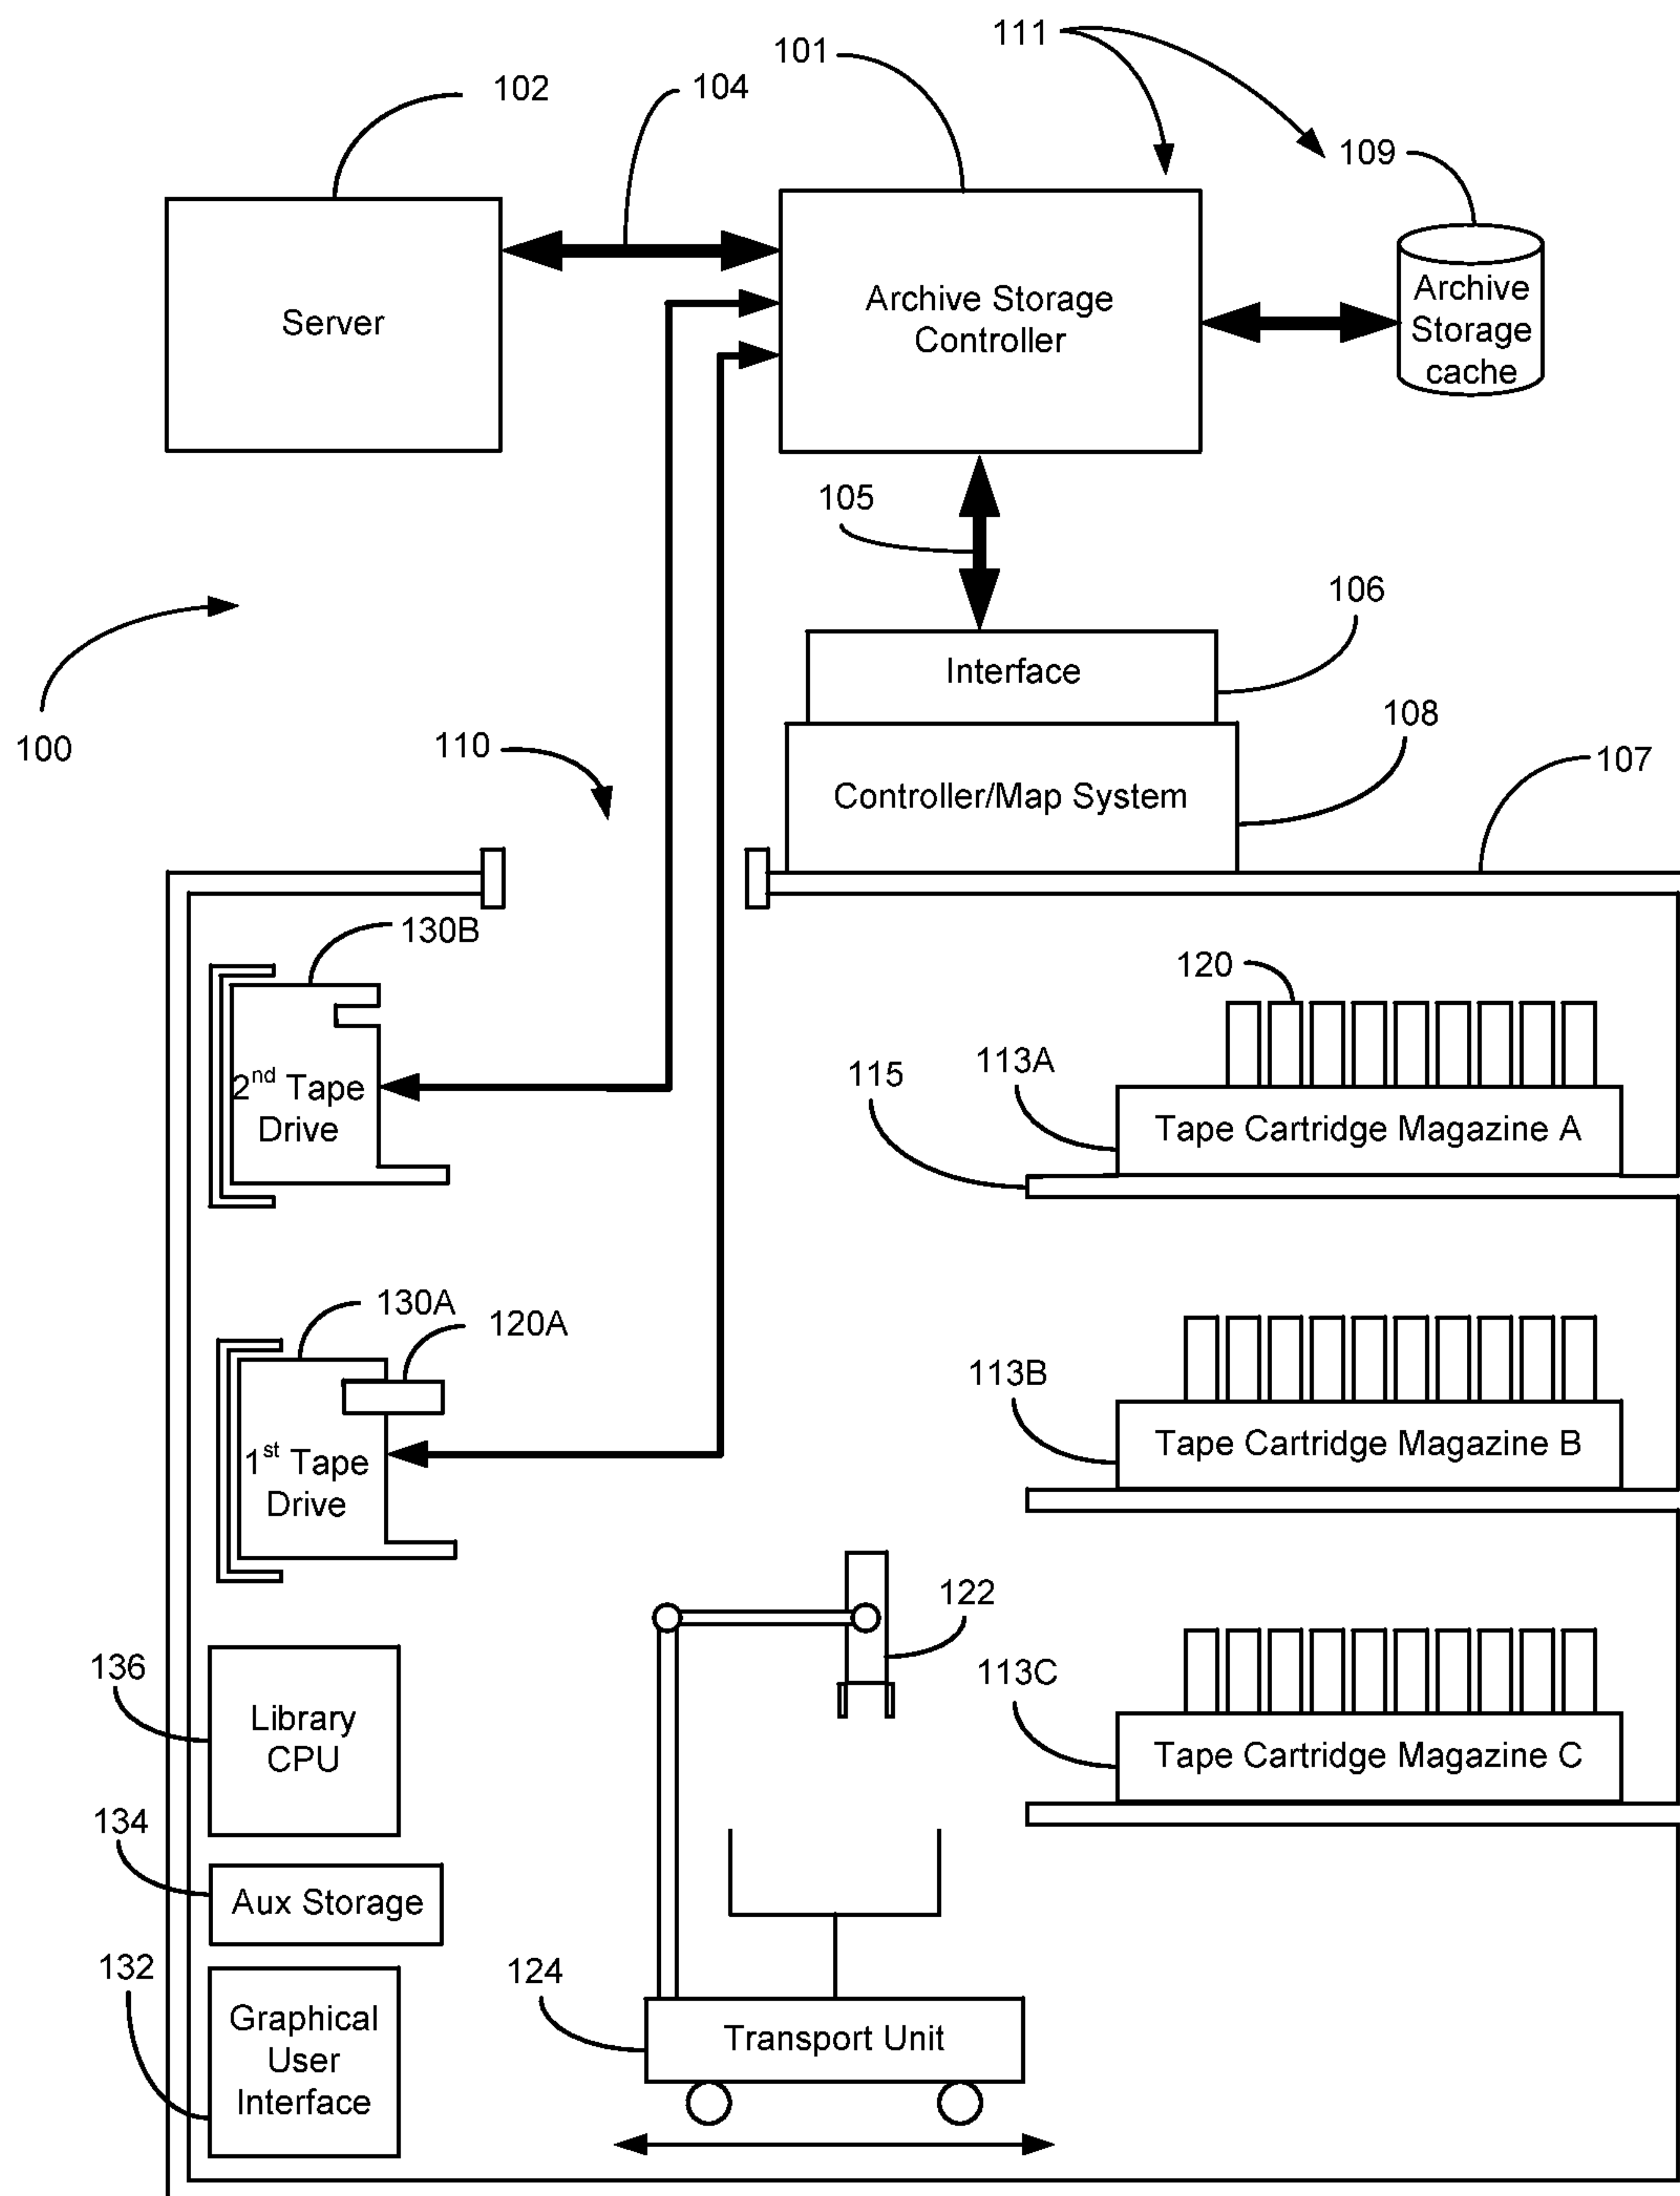 111
101
102
104
109
Server
Archive Storage
Controller
Archive
Storage
cache
105
106
Interface
100
110
108
107
Controller/Map System
130B
120
113A
115
2nd Tape
Drive
Tape Cartridge Magazine A
130A
120A
113B
1st Tape
Drive
Tape Cartridge Magazine B
122
136
113C
Library
CPU
Tape Cartridge Magazine C
134
Aux Storage
132
124
Graphical
User
Interface
Transport Unit